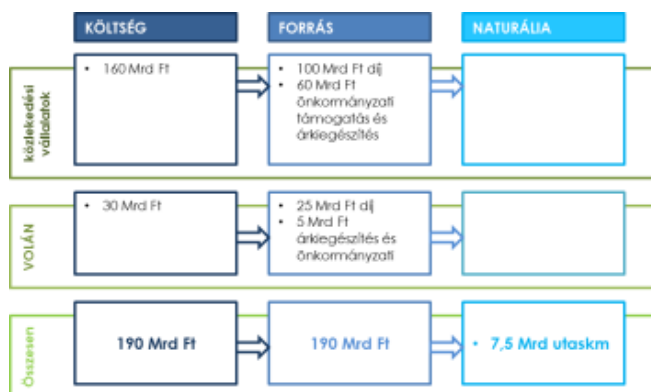 KÖLTSÉG
FORRÁS
NATURÁLIA
közlekedési
vállalatok
• 160 Mrd Ft
• 100 Mrd Ft díj
• 60 Mrd Ft
önkormányzati
támogatás és
árkiegészítés
VOLÁN
• 30 Mrd Ft
• 25 Mrd Ft díj
• 5 Mrd Ft
árkiegészítés és
önkormányzati
Összesen
190 Mrd Ft
190 Mrd Ft
• 7,5 Mrd utaskm